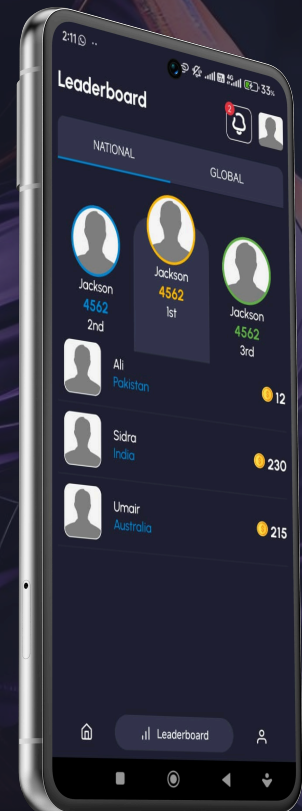 2:11 4G 33%
Leaderboard
2
NATIONAL GLOBAL
Jackson Jackson Jackson
4562 4562 4562
2nd 1st 3rd
Ali
Pakistan 12
Sidra
India 230
Umair
Australia 215
Leaderboard